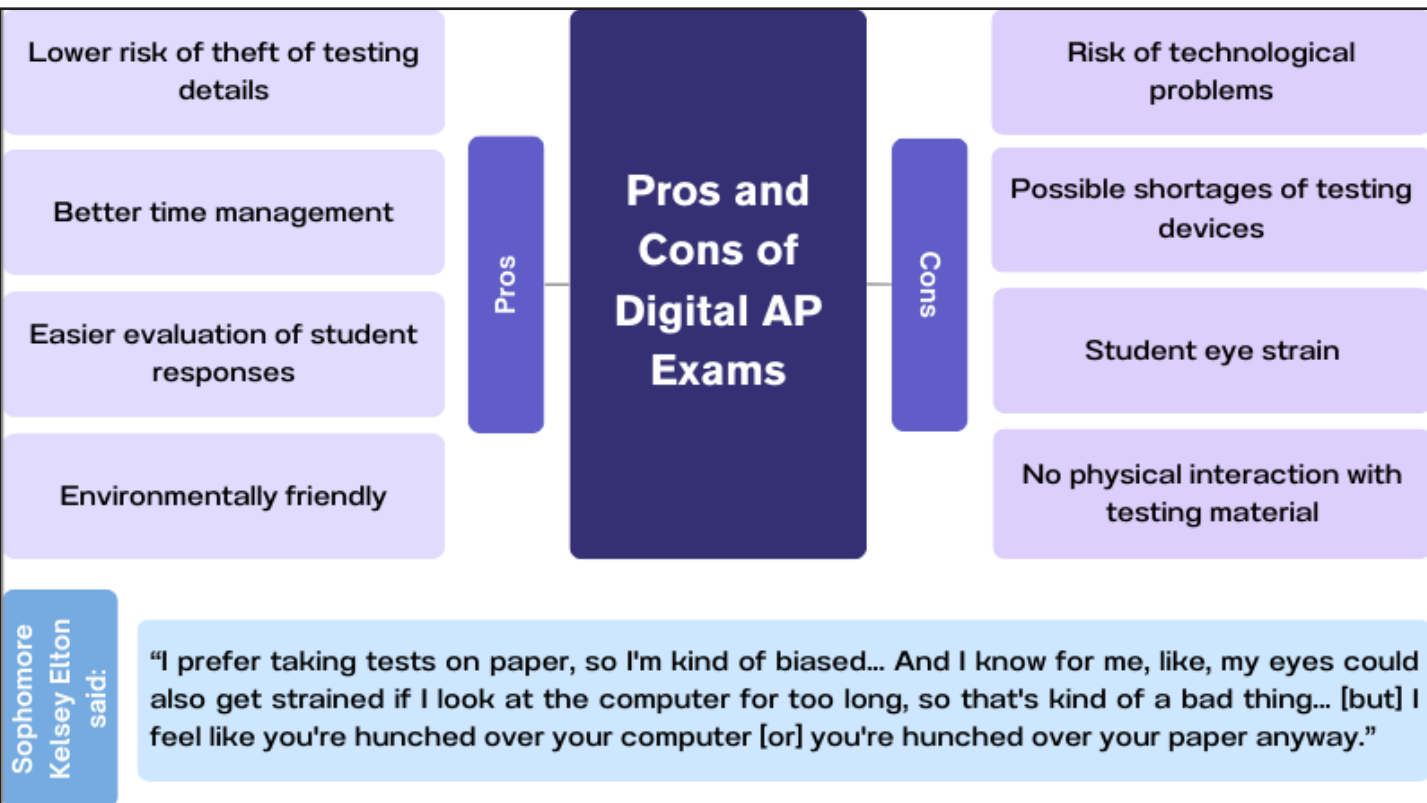 Pros and
Cons of
Digital AP
Exams
Pros
Lower risk of theft of testing
details
Better time management
Easier evaluation of student
responses
Environmentally friendly
Cons
Risk of technological
problems
Possible shortages of testing
devices
Student eye strain
No physical interaction with
testing material
Sophomore
Kelsey Elton
said:
“I prefer taking tests on paper, so I'm kind of biased... And I know for me, like, my eyes could
also get strained if I look at the computer for too long, so that's kind of a bad thing... [but] I
feel like you're hunched over your computer [or] you're hunched over your paper anyway.”